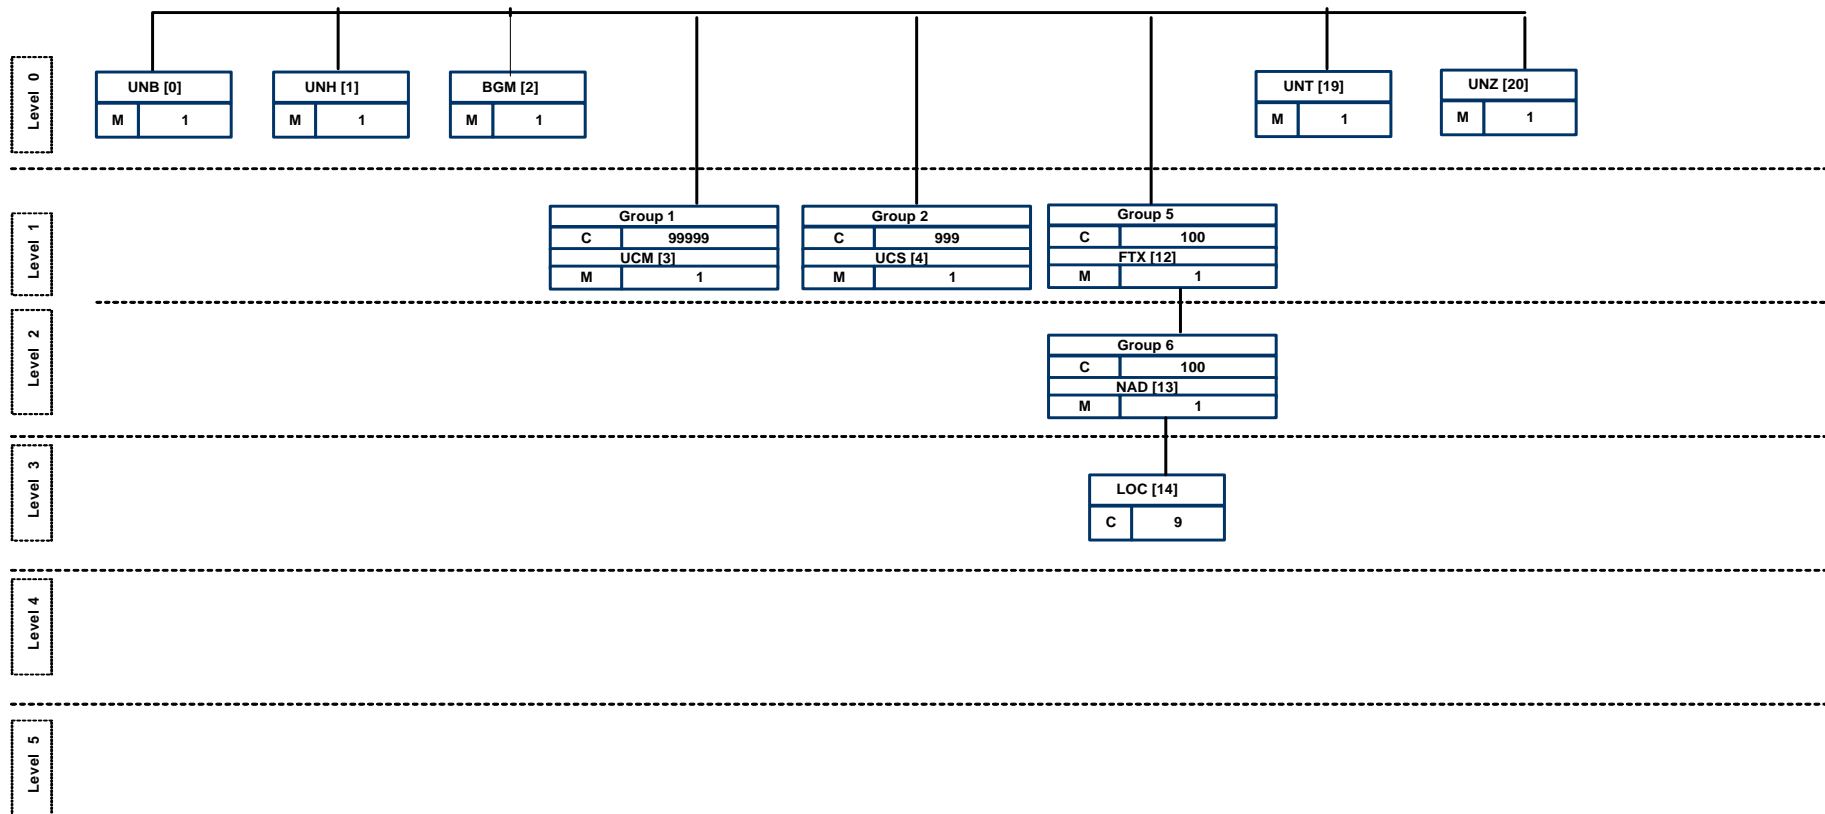 Level 0
UNB [0]
M 1
UNH [1]
M 1
BGM [2]
M 1
UNT [19]
M 1
UNZ [20]
M 1
Level 1
Group 1
C 99999
UCM [3]
M 1
Group 2
C 999
UCS [4]
M 1
Group 5
C 100
FTX [12]
M 1
Level 2
Group 6
C 100
NAD [13]
M 1
Level 3
LOC [14]
C 9
Level 4
Level 5